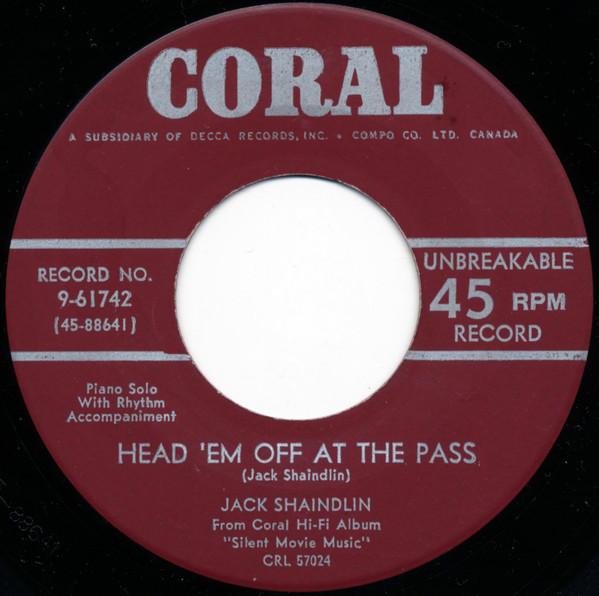 CORAL
A SUBSIDIARY OF DECCA RECORDS, INC. • COMPO CO. LTD. CANADA
RECORD NO.
9-61742
(45-88641)
UNBREAKABLE
45 RPM
RECORD
Piano Solo
With Rhythm
Accompaniment
HEAD 'EM OFF AT THE PASS
(Jack Shaindlin)
JACK SHAINDLIN
From Coral Hi-Fi Album
"Silent Movie Music"
CRL 57024